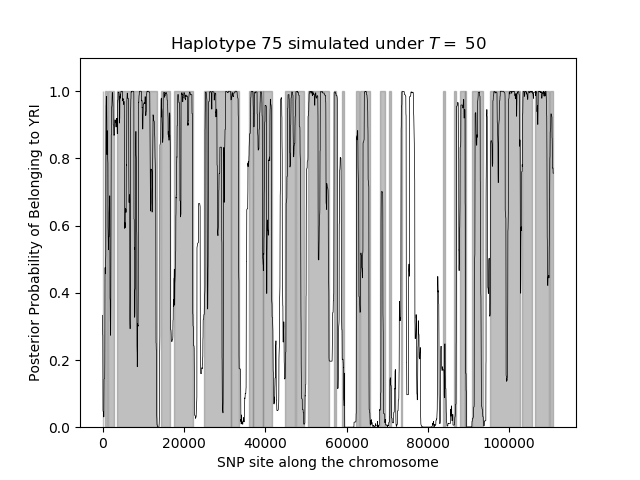 Haplotype 75 simulated under T = 50
Posterior Probability of Belonging to YRI
1.0
0.8
0.6
0.4
0.2
0.0
0 20000 40000 60000 80000 100000
SNP site along the chromosome